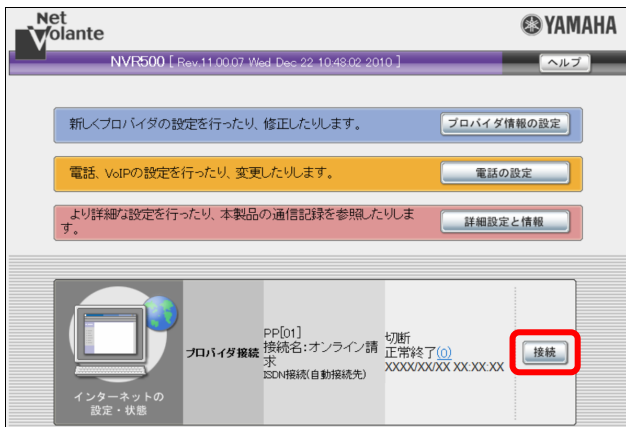 Net
Volante
YAMAHA
NVR500 [ Rev.11.00.07 Wed Dec 22 10:48:02 2010 ]
ヘルプ
新しくプロバイダの設定を行ったり、修正したりします。
プロバイダ情報の設定
電話、VoIPの設定を行ったり、変更したりします。
電話の設定
より詳細な設定を行ったり、本製品の通信記録を参照したりしま
す。
詳細設定と情報
インターネットの
設定・状態
プロバイダ接続
PP[01]
接続名:オンライン請
求
ISDN接続(自動接続先)
切断
正常終了(0)
XXXX/XX/XX XX:XX:XX
接続